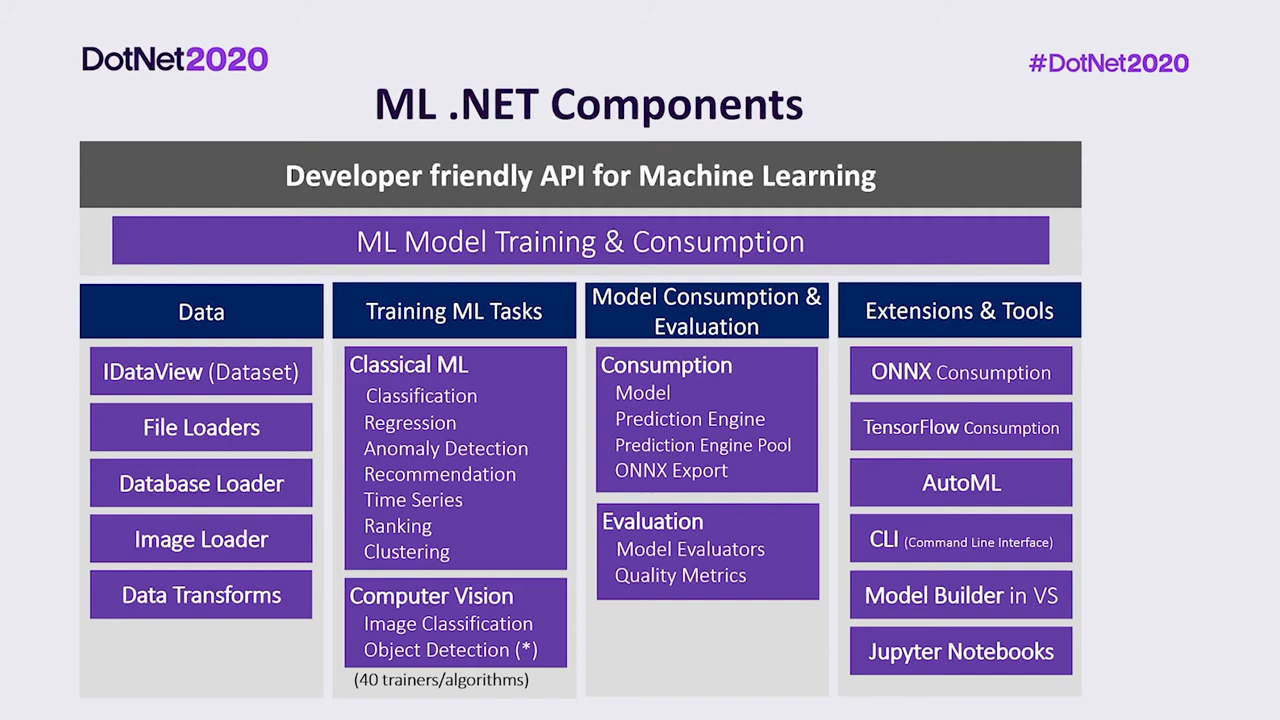 DotNet2020
#DotNet2020
ML .NET Components
Developer friendly API for Machine Learning
ML Model Training & Consumption
Data
IDataView (Dataset)
File Loaders
Database Loader
Image Loader
Data Transforms
Training ML Tasks
Classical ML
Classification
Regression
Anomaly Detection
Recommendation
Time Series
Ranking
Clustering
Computer Vision
Image Classification
Object Detection (*)
(40 trainers/algorithms)
Model Consumption &
Evaluation
Consumption
Model
Prediction Engine
Prediction Engine Pool
ONNX Export
Evaluation
Model Evaluators
Quality Metrics
Extensions & Tools
ONNX Consumption
TensorFlow Consumption
AutoML
CLI (Command Line Interface)
Model Builder in VS
Jupyter Notebooks